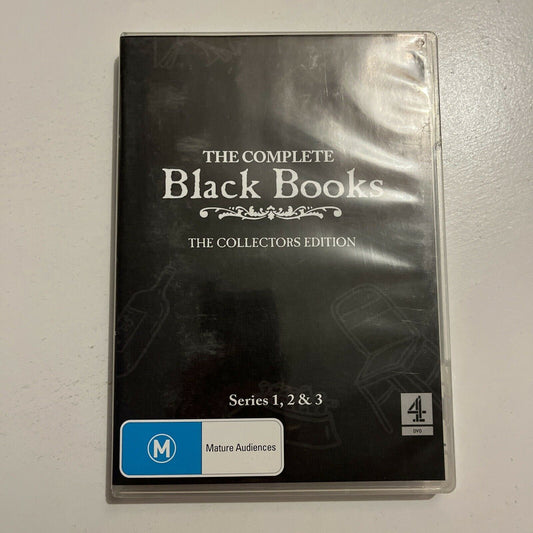 THE COMPLETE
Black Books
THE COLLECTORS EDITION
Series 1, 2 & 3
4
DVD
M
Mature Audiences